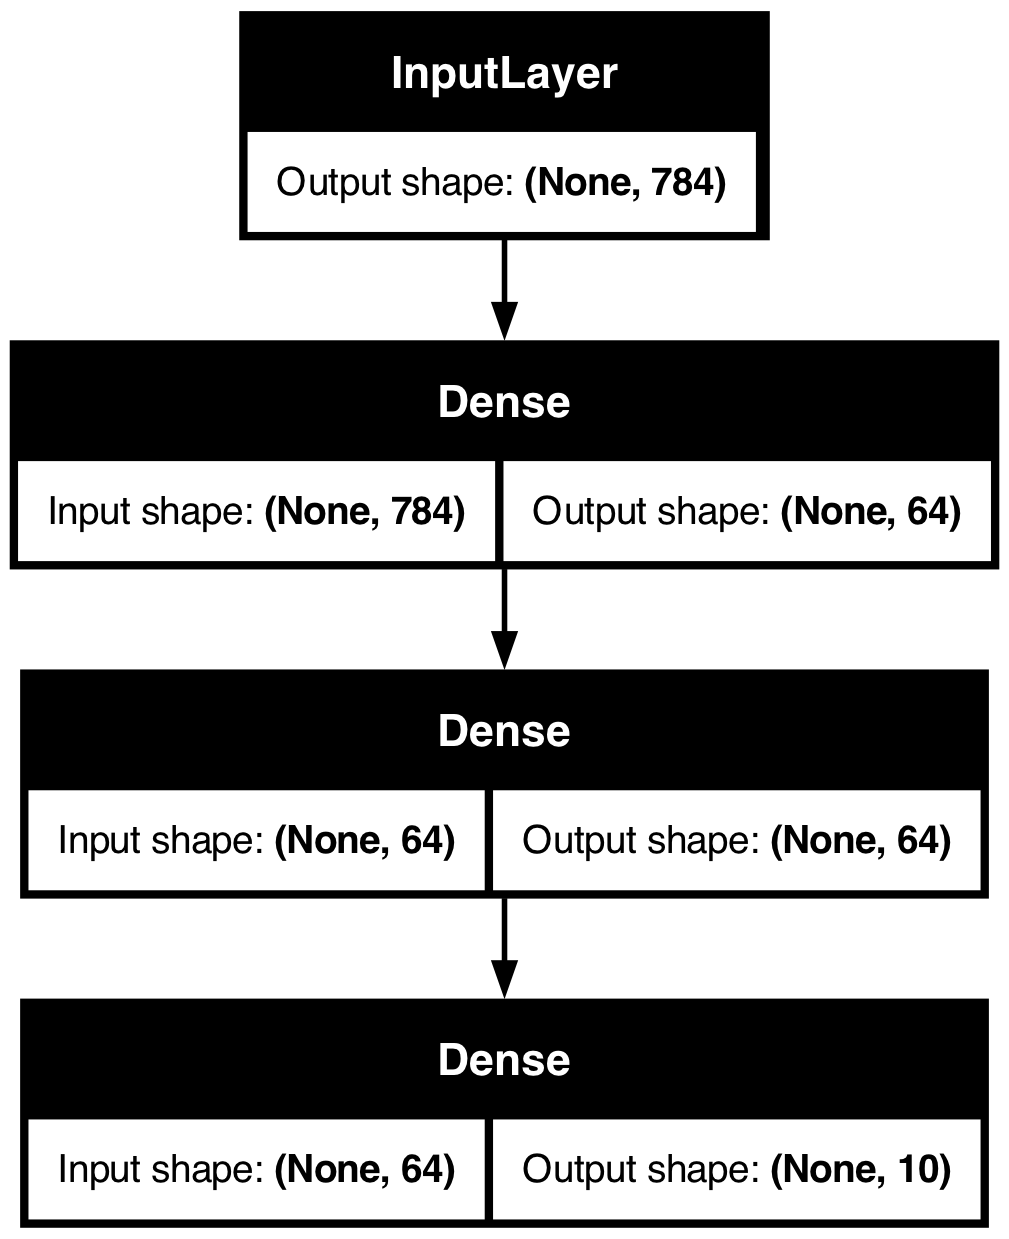 InputLayer
Output shape: (None, 784)
Dense
Input shape: (None, 784) Output shape: (None, 64)
Dense
Input shape: (None, 64) Output shape: (None, 64)
Dense
Input shape: (None, 64) Output shape: (None, 10)